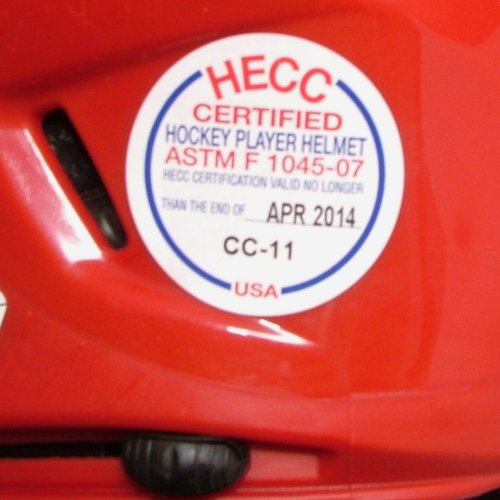 HECC
CERTIFIED
HOCKEY PLAYER HELMET
ASTM F 1045-07
HECC CERTIFICATION VALID NO LONGER
THAN THE END OF APR 2014
CC-11
USA